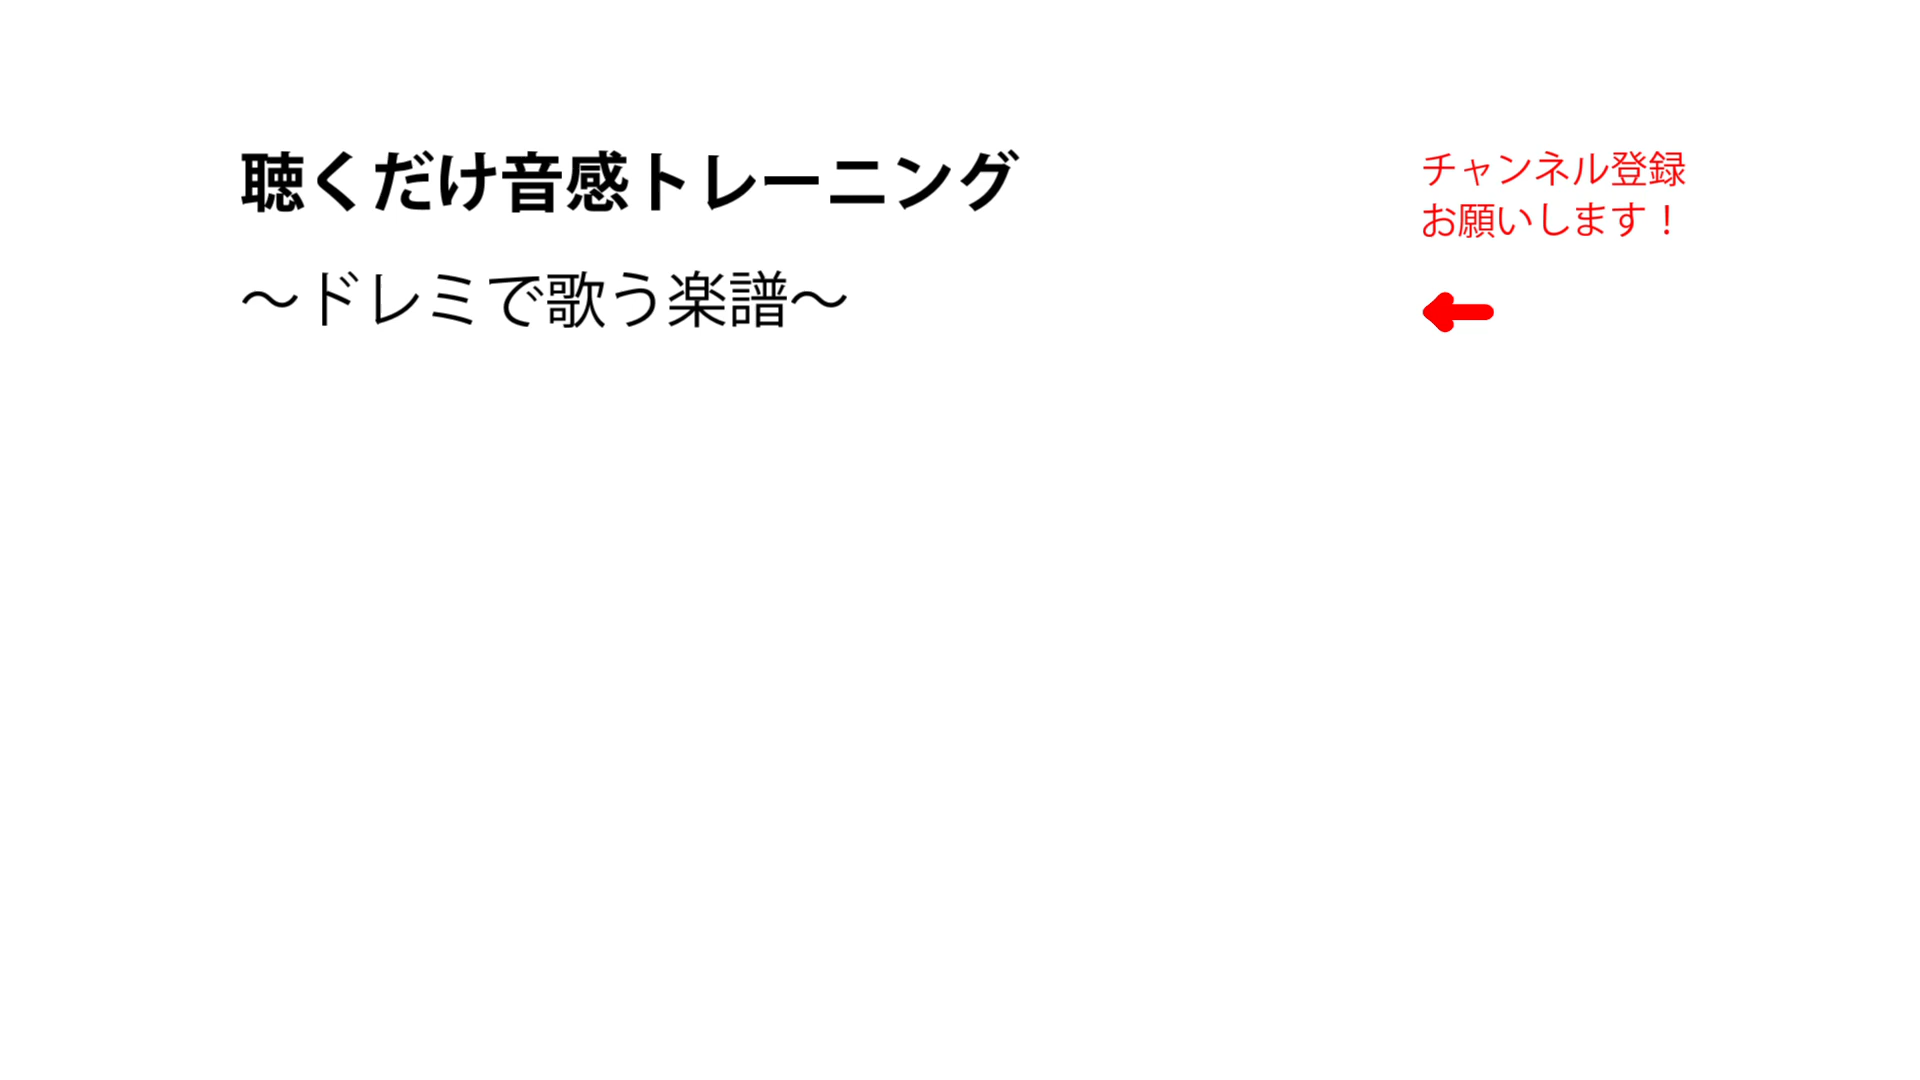 聴くだけ音感トレーニング
～ドレミで歌う楽譜～
チャンネル登録
お願いします！